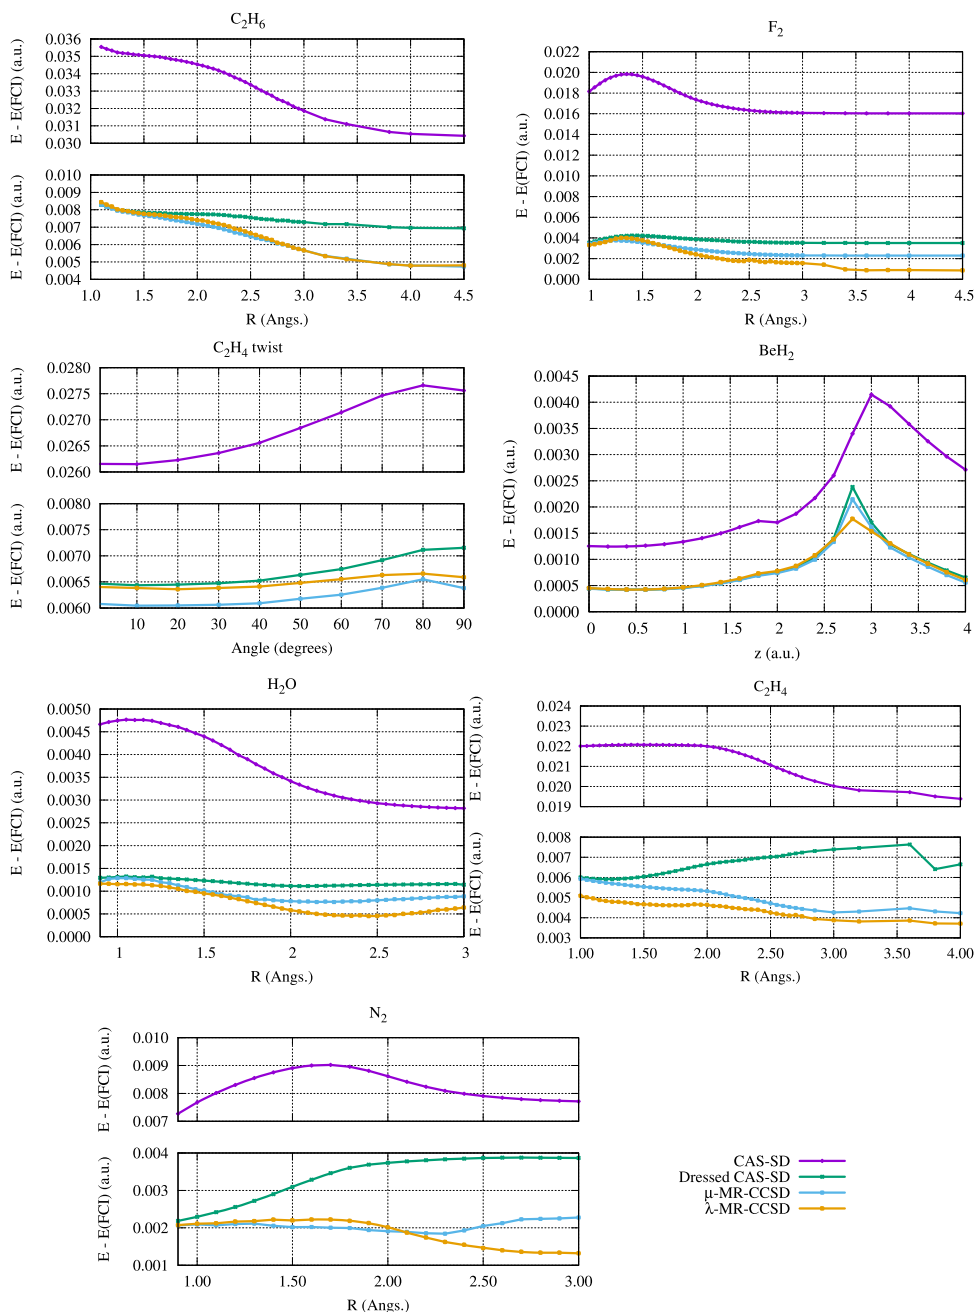 C2H6
E - E(FCI) (a.u.)
0.036
0.034
0.033
0.032
0.031
0.030
E - E(FCI) (a.u.)
0.010
0.009
0.008
0.007
0.006
0.005
0.004
1.0 1.5 2.0 2.5 3.0 3.5 4.0 4.5
R (Angs.)
F2
E - E(FCI) (a.u.)
0.022
0.020
0.018
0.016
0.014
0.012
0.010
0.008
0.006
0.004
0.002
0.000
1 1.5 2 2.5 3 3.5 4 4.5
R (Angs.)
C2H4 twist
E - E(FCI) (a.u.)
0.0280
0.0275
0.0270
0.0265
0.0260
E - E(FCI) (a.u.)
0.0080
0.0070
0.0065
0.0060
10 20 30 40 50 60 70 80 90
Angle (degrees)
BeH2
E - E(FCI) (a.u.)
0.0045
0.0040
0.0035
0.0030
0.0025
0.0020
0.0015
0.0010
0.0005
0.0000
0 0.5 1 1.5 2 2.5 3 3.5 4
z (a.u.)
H2O
E - E(FCI) (a.u.)
0.0050
0.0045
0.0040
0.0035
0.0030
0.0025
0.0020
0.0015
0.0010
0.0005
0.0000
1 1.5 2 2.5 3
R (Angs.)
C2H4
E - E(FCI) (a.u.)
0.024
0.023
0.022
0.021
0.020
0.019
E - E(FCI) (a.u.)
0.008
0.007
0.006
0.005
0.004
0.003
1.00 1.50 2.00 2.50 3.00 3.50 4.00
R (Angs.)
N2
E - E(FCI) (a.u.)
0.010
0.009
0.008
0.007
E - E(FCI) (a.u.)
0.004
0.003
0.002
0.001
1.00 1.50 2.00 2.50 3.00
R (Angs.)
CAS-SD
Dressed CAS-SD
μ-MR-CCSD
λ-MR-CCSD